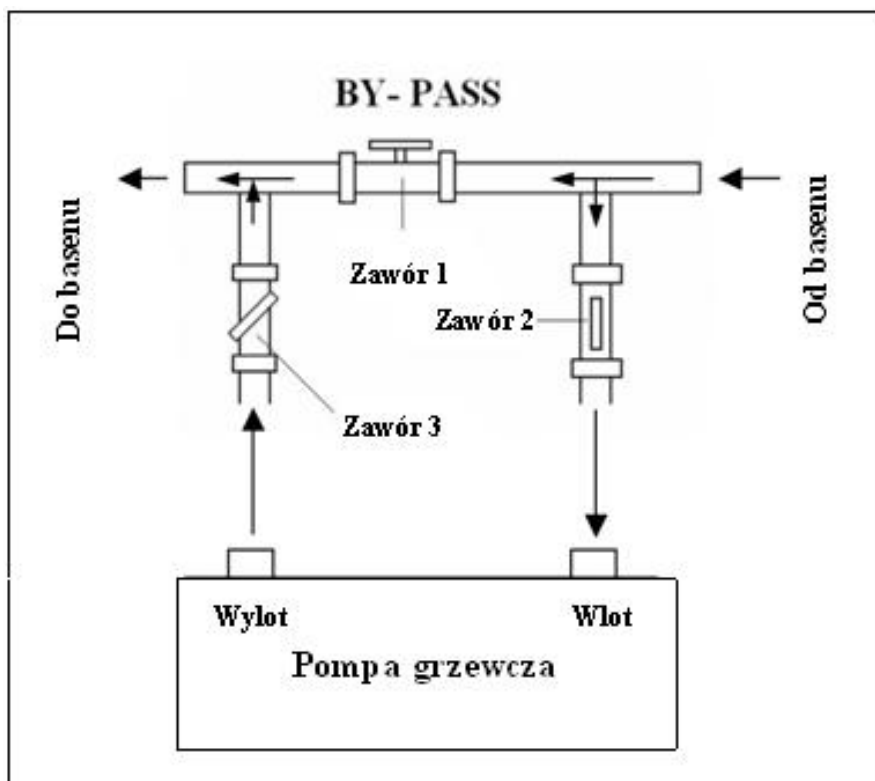 BY- PASS
Do basenu
Od basenu
Zawór 1
Zawór 2
Zawór 3
Wylot
Wlot
Pompa grzewcza